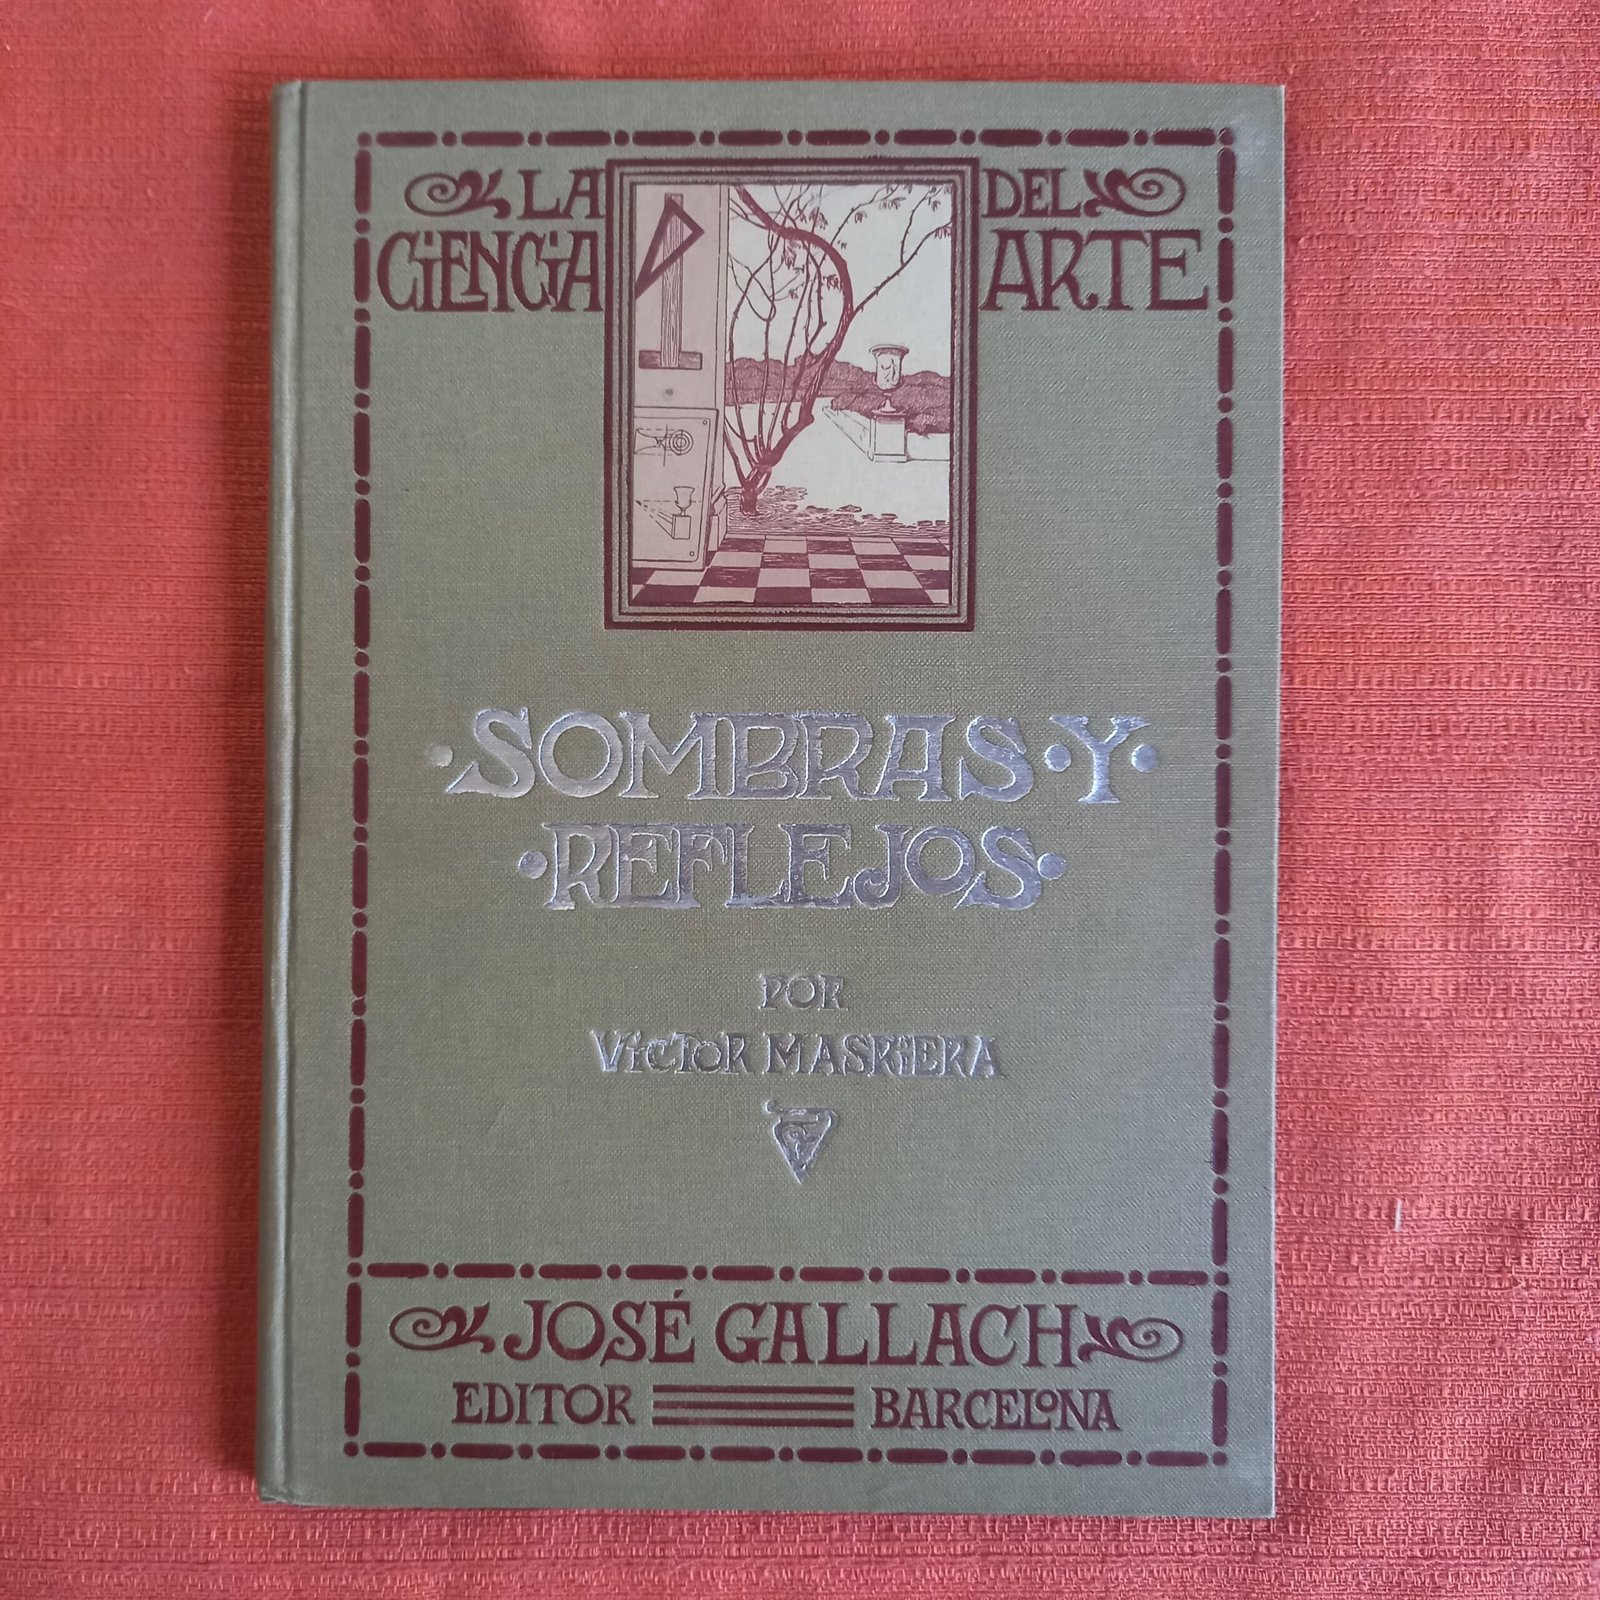 LA DEL
CIENCIA ARTE
·SOMBRAS·Y·
·REFLEJOS·
POR
VICTOR MASRIERA
JOSÉ GALLACH
EDITOR BARCELONA